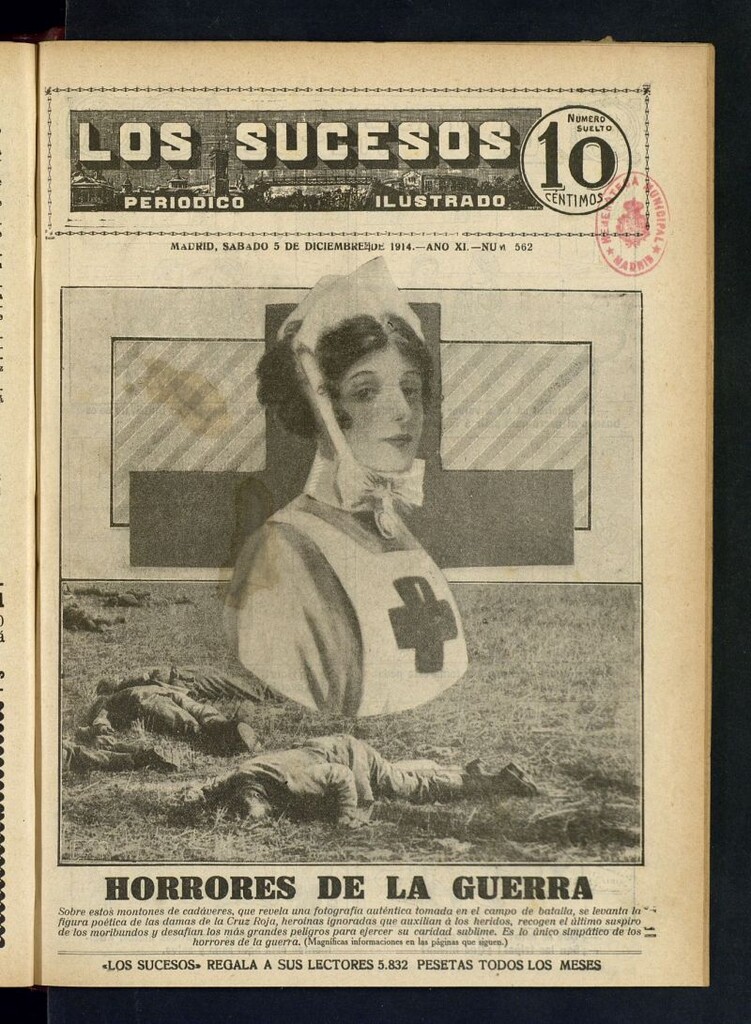 LOS SUCESOS
NÚMERO
SUELTO
10
CÉNTIMOS
PERIODICO ILUSTRADO
HEMEROTECA MUNICIPAL
MADRID
MADRID, SABADO 5 DE DICIEMBRE DE 1914.—AÑO XI.—NUM 562
HORRORES DE LA GUERRA
Sobre estos montones de cadáveres, que revela una fotografía auténtica tomada en el campo de batalla, se levanta la
figura poética de las damas de la Cruz Roja, heroínas ignoradas que auxilian á los heridos, recogen el último suspiro
de los moribundos y desafían los más grandes peligros para ejercer su caridad sublime. Es lo único simpático de los
horrores de la guerra. (Magníficas informaciones en las páginas que siguen.)
«LOS SUCESOS» REGALA A SUS LECTORES 5.832 PESETAS TODOS LOS MESES